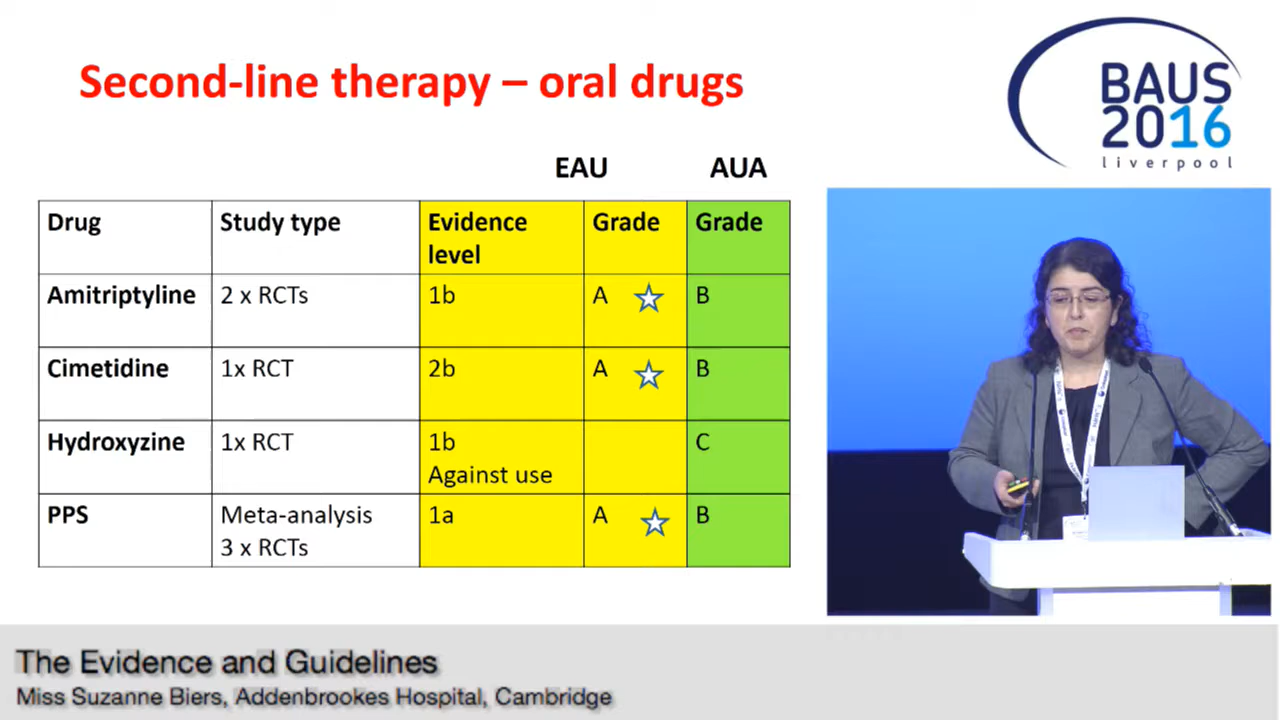 Second-line therapy – oral drugs
BAUS
2016
liverpool
EAU AUA
Drug Study type Evidence level Grade Grade
Amitriptyline 2 x RCTs 1b A B
Cimetidine 1x RCT 2b A B
Hydroxyzine 1x RCT 1b C
Against use
PPS Meta-analysis 1a A B
3 x RCTs
The Evidence and Guidelines
Miss Suzanne Biers, Addenbrookes Hospital, Cambridge